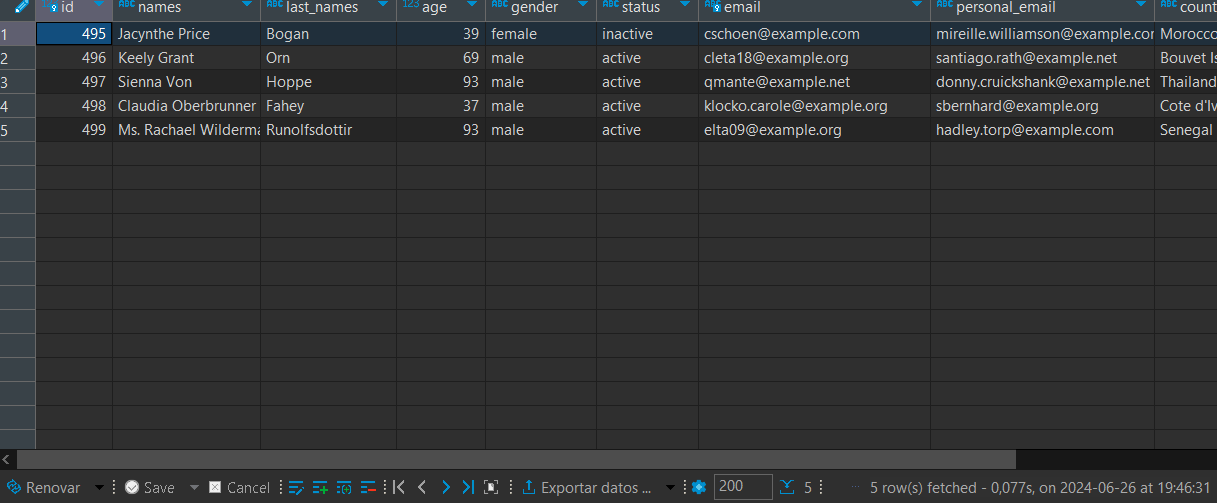 id names last_names age gender status email personal_email count
1 495 Jacynthe Price Bogan 39 female inactive cschoen@example.com mireille.williamson@example.con Morocco
2 496 Keely Grant Orn 69 male active cleta18@example.org santiago.rath@example.net Bouvet Is
3 497 Sienna Von Hoppe 93 male active qmante@example.net donny.cruickshank@example.net Thailand
4 498 Claudia Oberbrunner Fahey 37 male active klocko.carole@example.org sbernhard@example.org Cote d'Iv
5 499 Ms. Rachael Wilderma Runolfsdottir 93 male active elta09@example.org hadley.torp@example.com Senegal
Renovar Save Cancel Exportar datos ... 200 5 5 row(s) fetched - 0,077s, on 2024-06-26 at 19:46:31